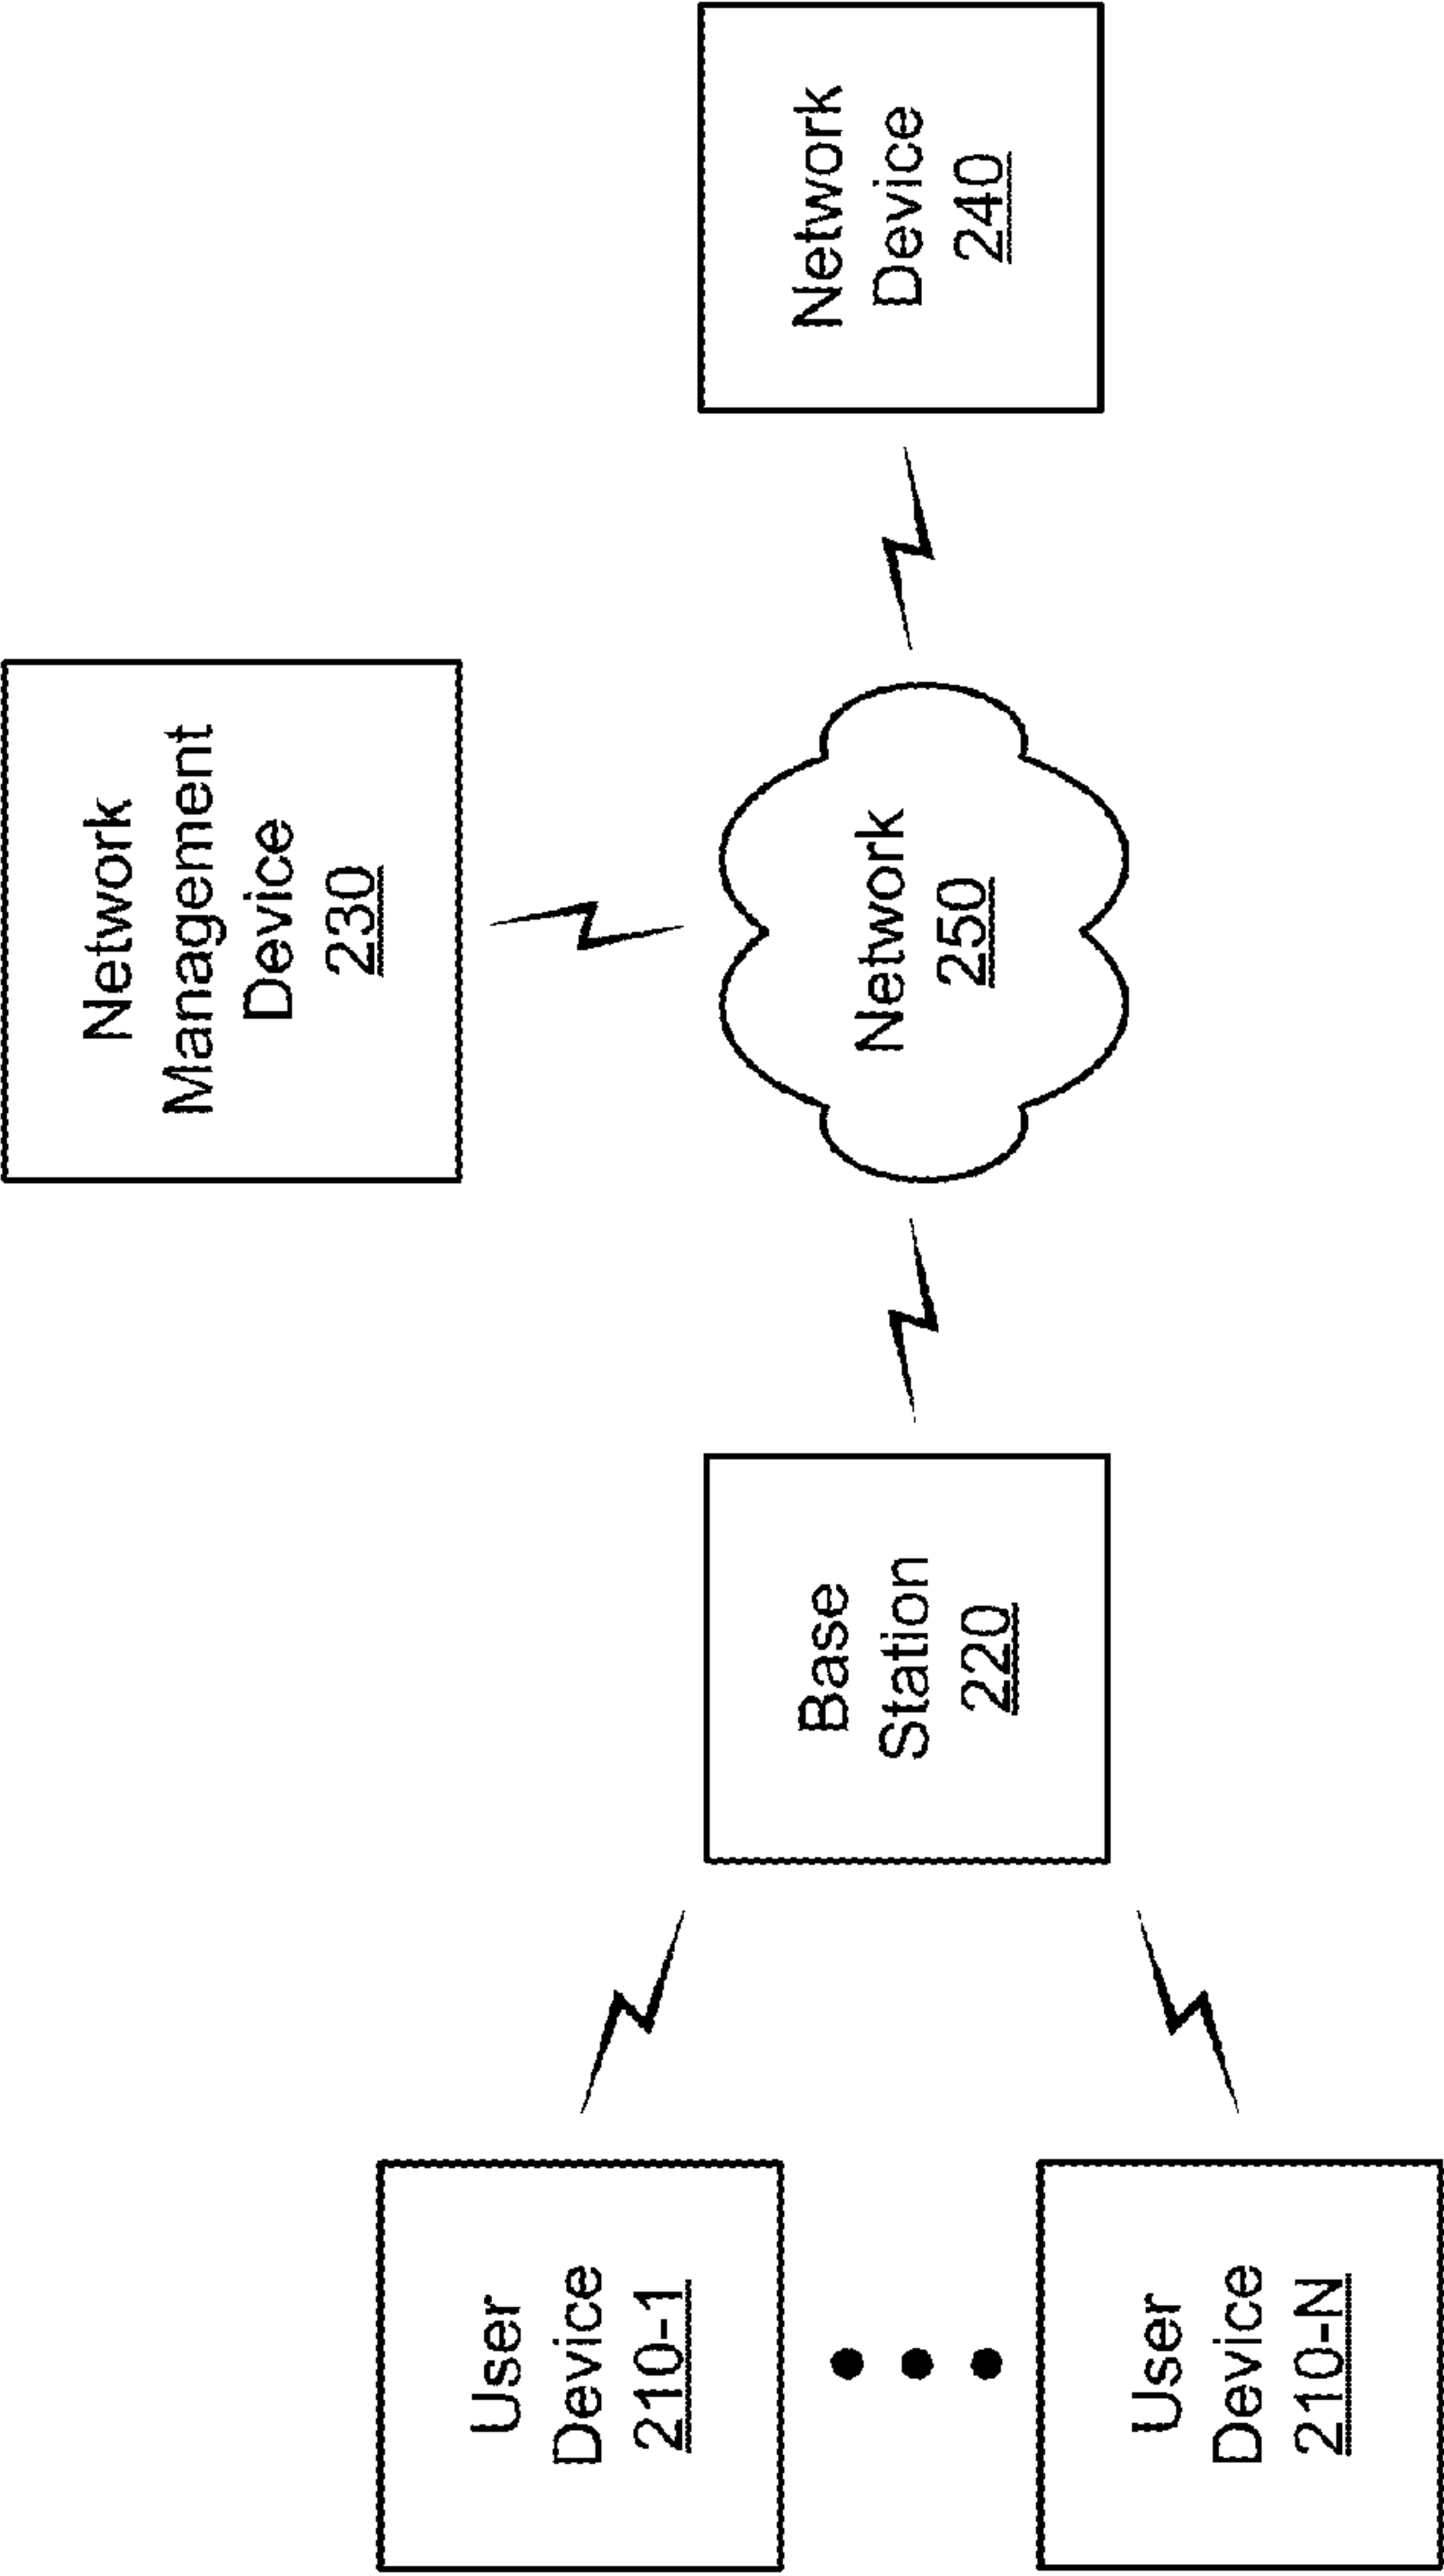 Network
Management
Device
230
User
Device
210-1
Base
Station
220
Network
250
Network
Device
240
User
Device
210-N